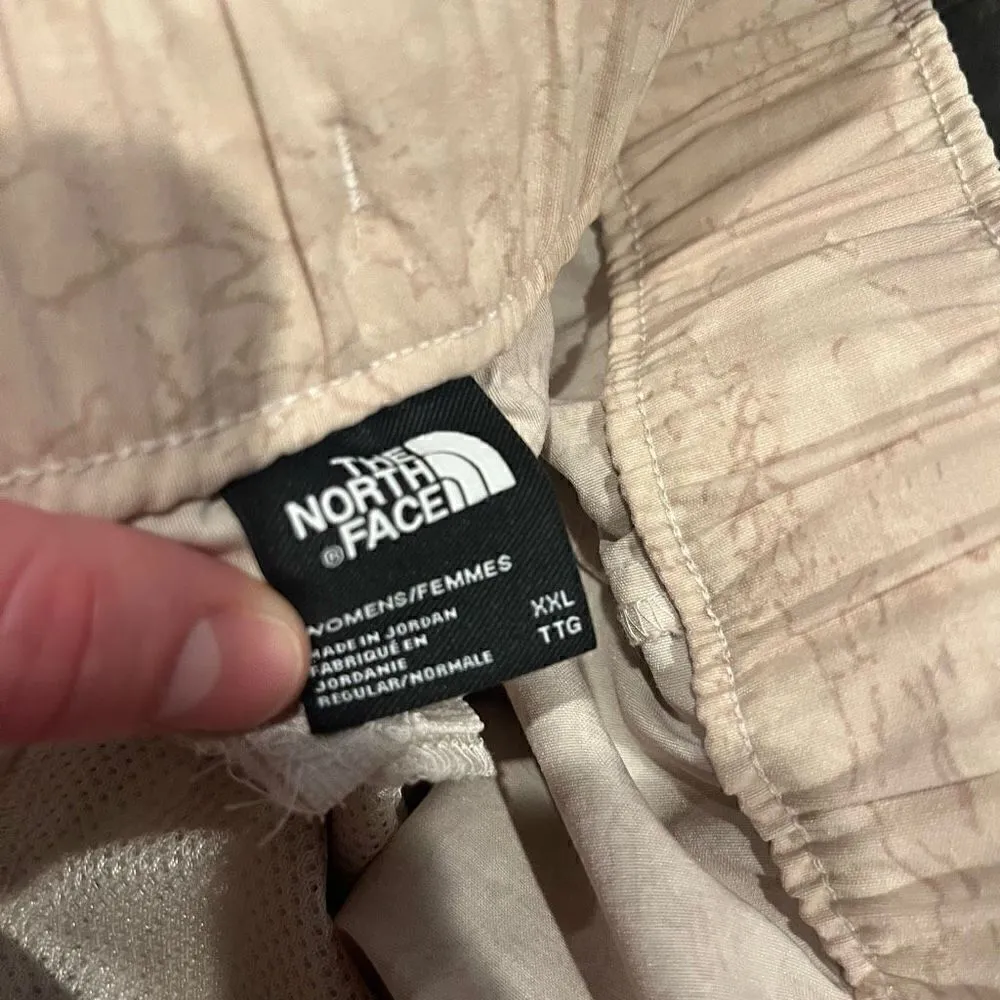 THE
NORTH
®FACE
WOMENS/FEMMES
MADE IN JORDAN
FABRIQUÉ EN
JORDANIE
REGULAR/NORMALE
XXL
TTG